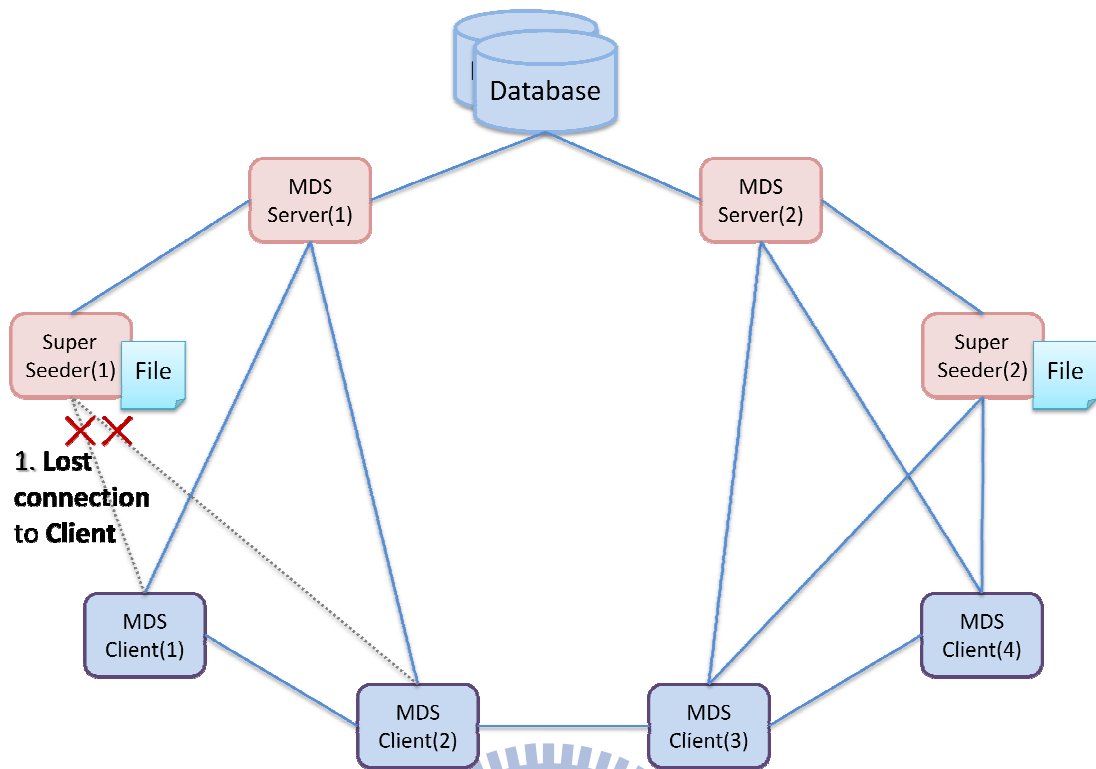 Database
MDS
Server(1)
MDS
Server(2)
Super
Seeder(1)
File
Super
Seeder(2)
File
1. Lost
connection
to Client
MDS
Client(1)
MDS
Client(4)
MDS
Client(2)
MDS
Client(3)